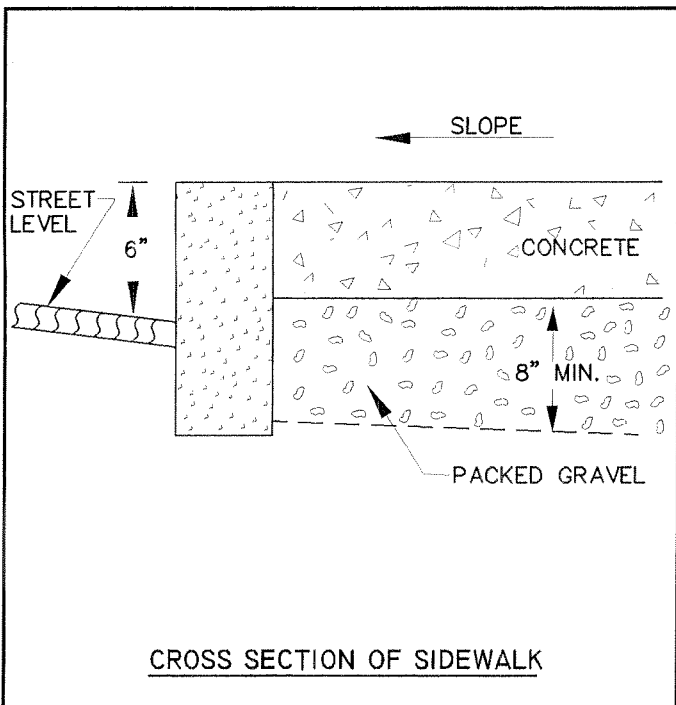 SLOPE
STREET
LEVEL
6”
CONCRETE
8” MIN.
PACKED GRAVEL
CROSS SECTION OF SIDEWALK